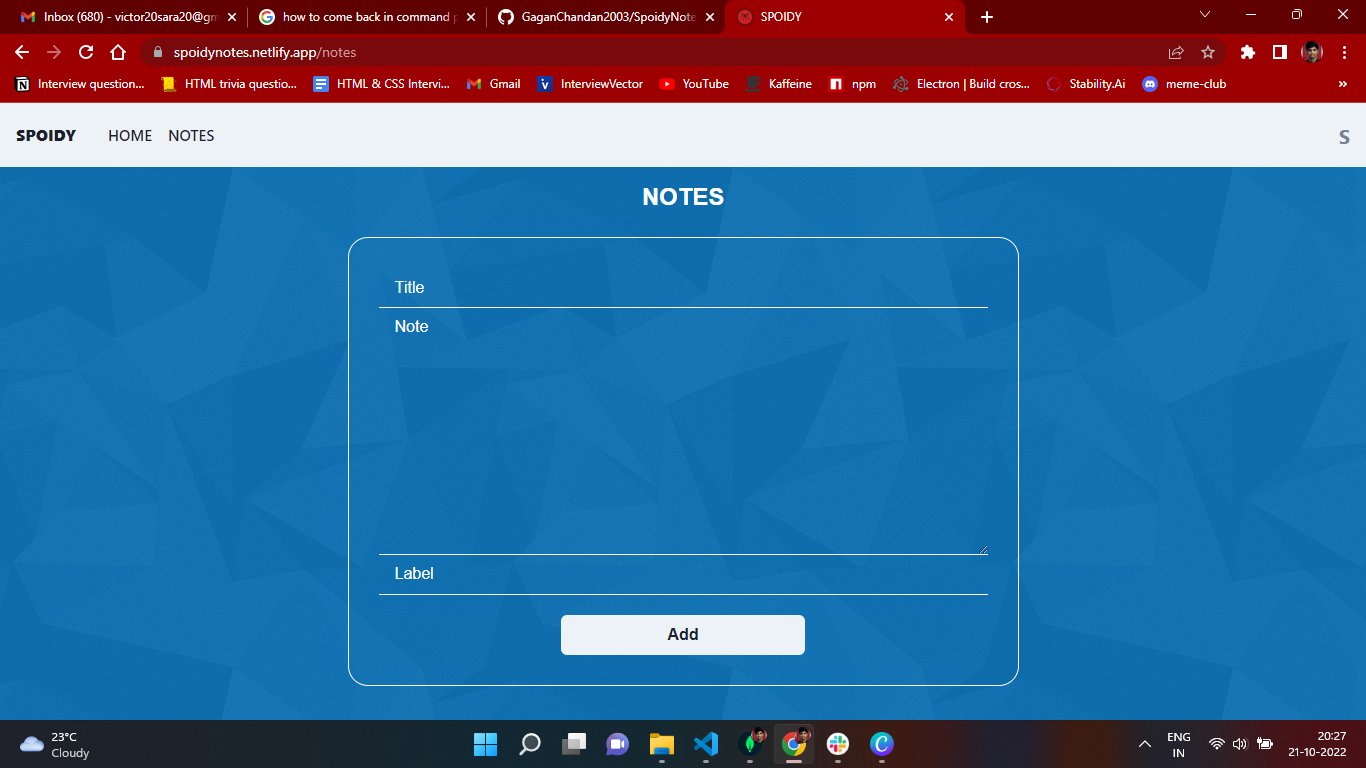 Inbox (680) - victor20sara20@gm
how to come back in command p
GaganChandan2003/SpoidyNote
SPOIDY
spoidynotes.netlify.app/notes
Interview question...
HTML trivia questio...
HTML & CSS Intervi...
Gmail
InterviewVector
YouTube
Kaffeine
npm
Electron | Build cros...
Stability.Ai
meme-club
»
SPOIDY
HOME
NOTES
S
NOTES
Title
Note
Label
Add
23°C
Cloudy
ENG
IN
20:27
21-10-2022